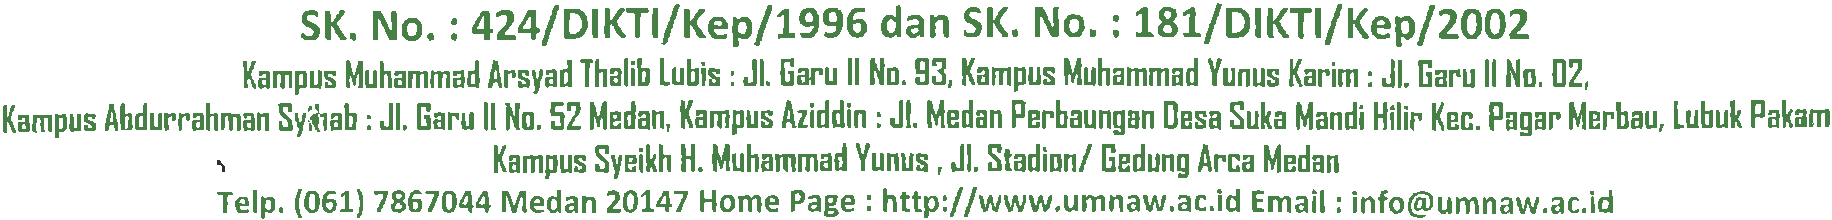 SK. No. : 424/DIKTI/Kep/1996 dan SK. No. : 181/DIKTI/Kep/2002
Kampus Muhammad Arsyad Thalib Lubis : Jl. Garu II No. 93, Kampus Muhammad Yunus Karim : Jl. Garu II No. 02,
Kampus Abdurrahman Syihab : Jl. Garu II No. 52 Medan, Kampus Aziddin : Jl. Medan Perbaungan Desa Suka Mandi Hilir Kec. Pagar Merbau, Lubuk Pakam
Kampus Syeikh H. Muhammad Yunus , Jl. Stadion/ Gedung Arca Medan
Telp. (061) 7867044 Medan 20147 Home Page : http://www.umnaw.ac.id Email : info@umnaw.ac.id